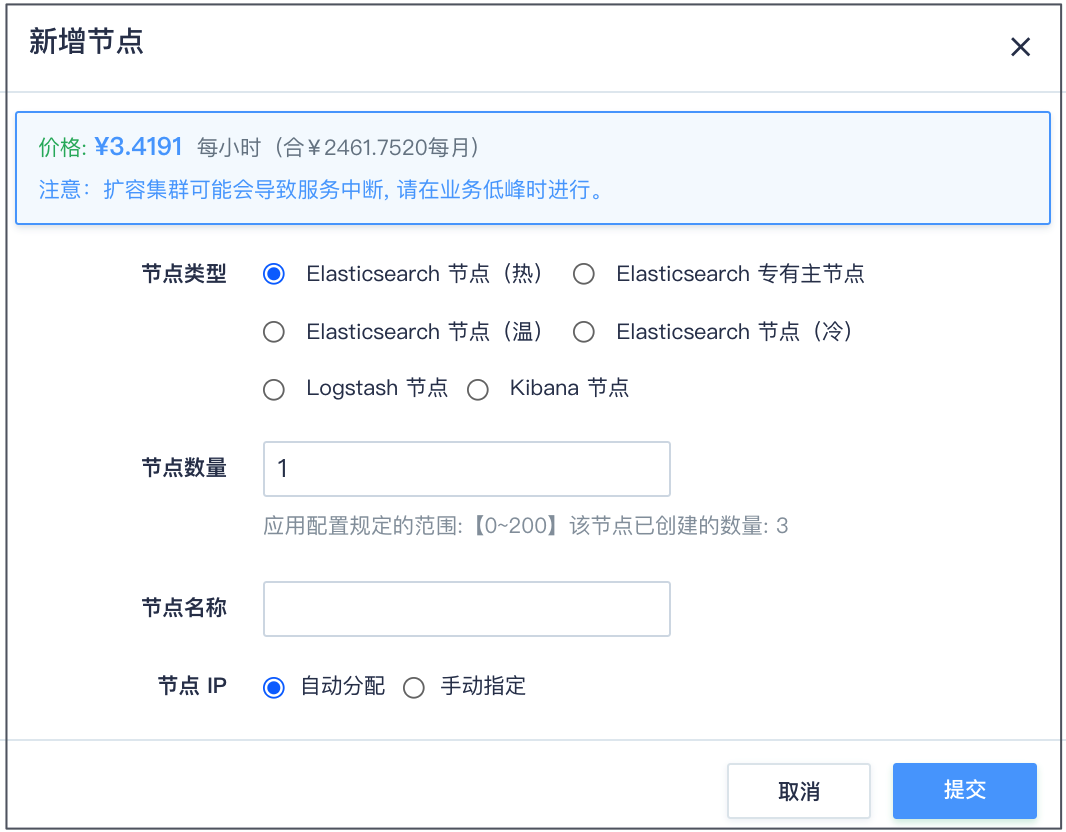 新增节点
价格: ¥3.4191 每小时（合￥2461.7520每月）
注意：扩容集群可能会导致服务中断, 请在业务低峰时进行。
节点类型 Elasticsearch 节点（热） Elasticsearch 专有主节点
Elasticsearch 节点（温） Elasticsearch 节点（冷）
Logstash 节点 Kibana 节点
节点数量 1
应用配置规定的范围:【0~200】该节点已创建的数量: 3
节点名称
节点 IP 自动分配 手动指定
取消 提交